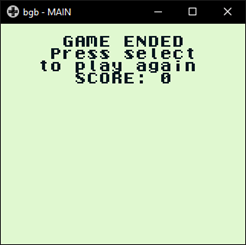 bgb - MAIN
GAME ENDED
Press select
to play again
SCORE: 0